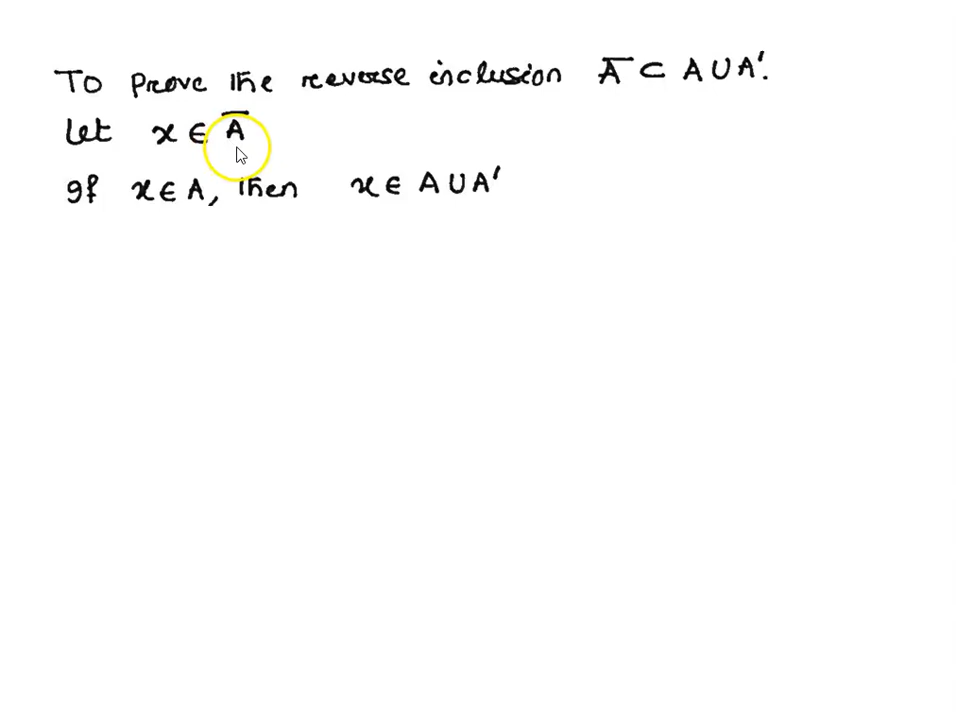 To prove the reverse inclusion A̅ ⊂ A ∪ A'.
Let x ∈ A̅
If x ∈ A, then x ∈ A ∪ A'